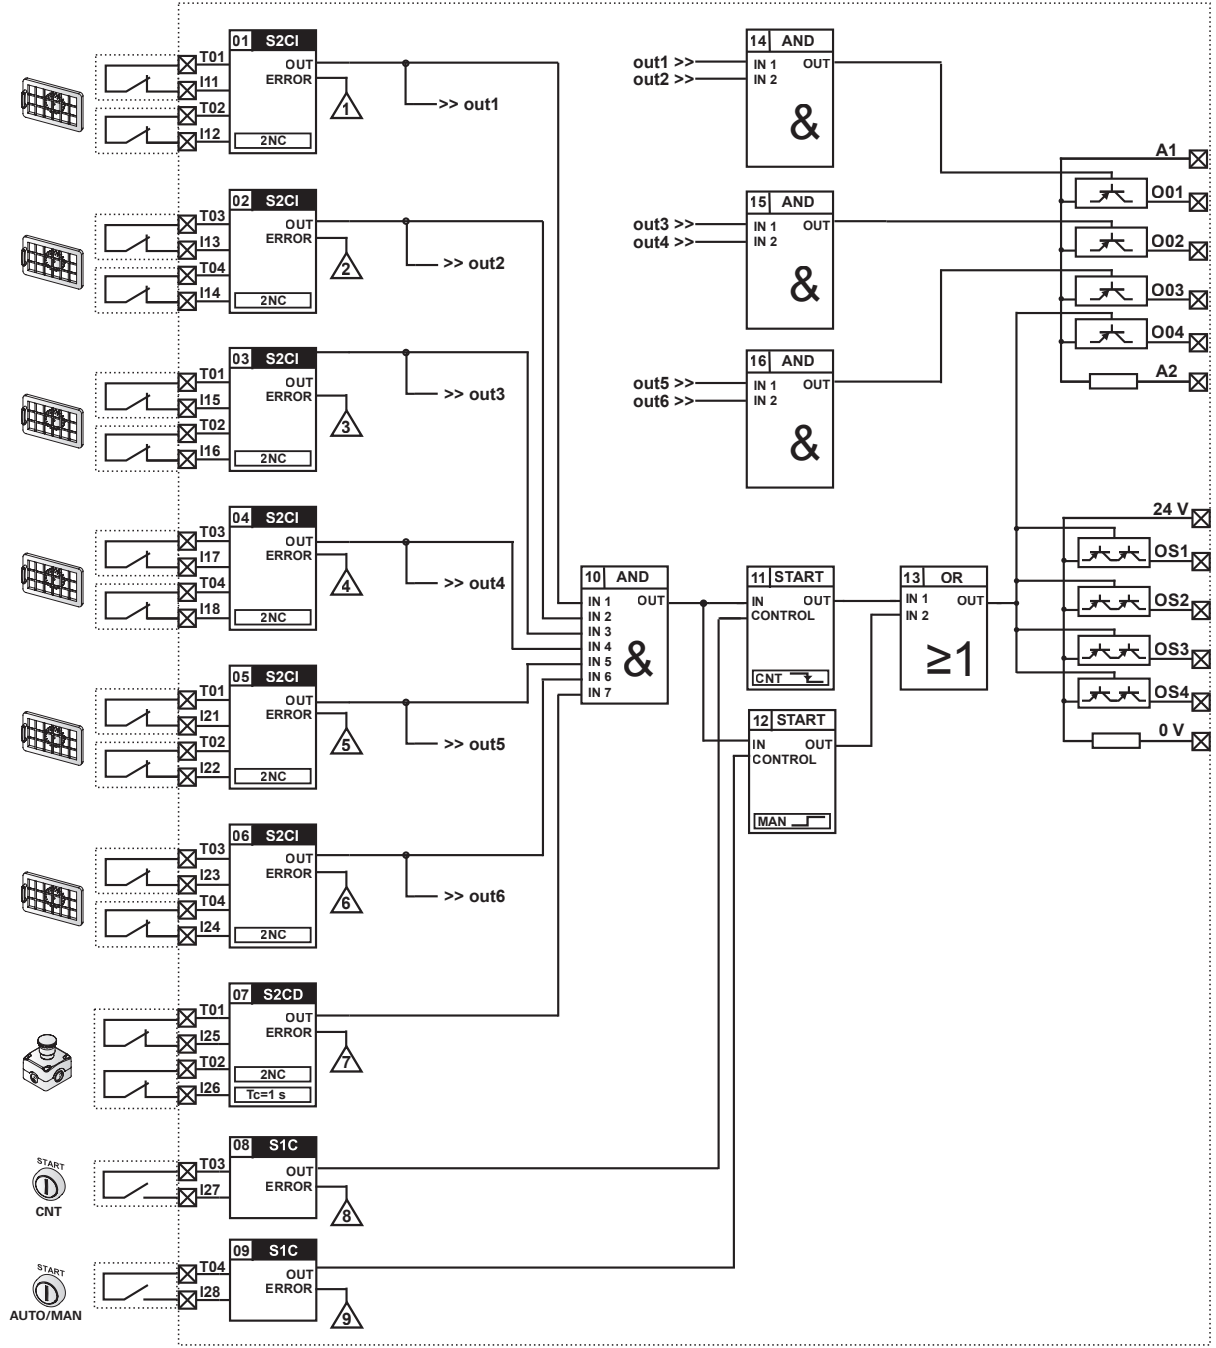 01 S2CI
T01
OUT
I11
ERROR
1
T02
>> out1
I12
2NC
02 S2CI
T03
OUT
I13
ERROR
2
T04
>> out2
I14
2NC
03 S2CI
T01
OUT
I15
ERROR
3
T02
>> out3
I16
2NC
04 S2CI
T03
OUT
I17
ERROR
4
T04
>> out4
I18
2NC
05 S2CI
T01
OUT
I21
ERROR
5
T02
>> out5
I22
2NC
06 S2CI
T03
OUT
I23
ERROR
6
T04
>> out6
I24
2NC
07 S2CD
T01
OUT
I25
ERROR
7
T02
2NC
I26
Tc=1 s
START
CNT
08 S1C
T03
OUT
I27
ERROR
8
START
AUTO/MAN
09 S1C
T04
OUT
I28
ERROR
9
10 AND
IN 1 OUT
IN 2
IN 3
IN 4
IN 5
IN 6
IN 7
&
11 START
IN OUT
CONTROL
CNT
12 START
IN OUT
CONTROL
MAN
13 OR
IN 1 OUT
IN 2
≥1
14 AND
out1 >> IN 1 OUT
out2 >> IN 2
&
15 AND
out3 >> IN 1 OUT
out4 >> IN 2
&
16 AND
out5 >> IN 1 OUT
out6 >> IN 2
&
A1
O01
O02
O03
O04
A2
24 V
OS1
OS2
OS3
OS4
0 V